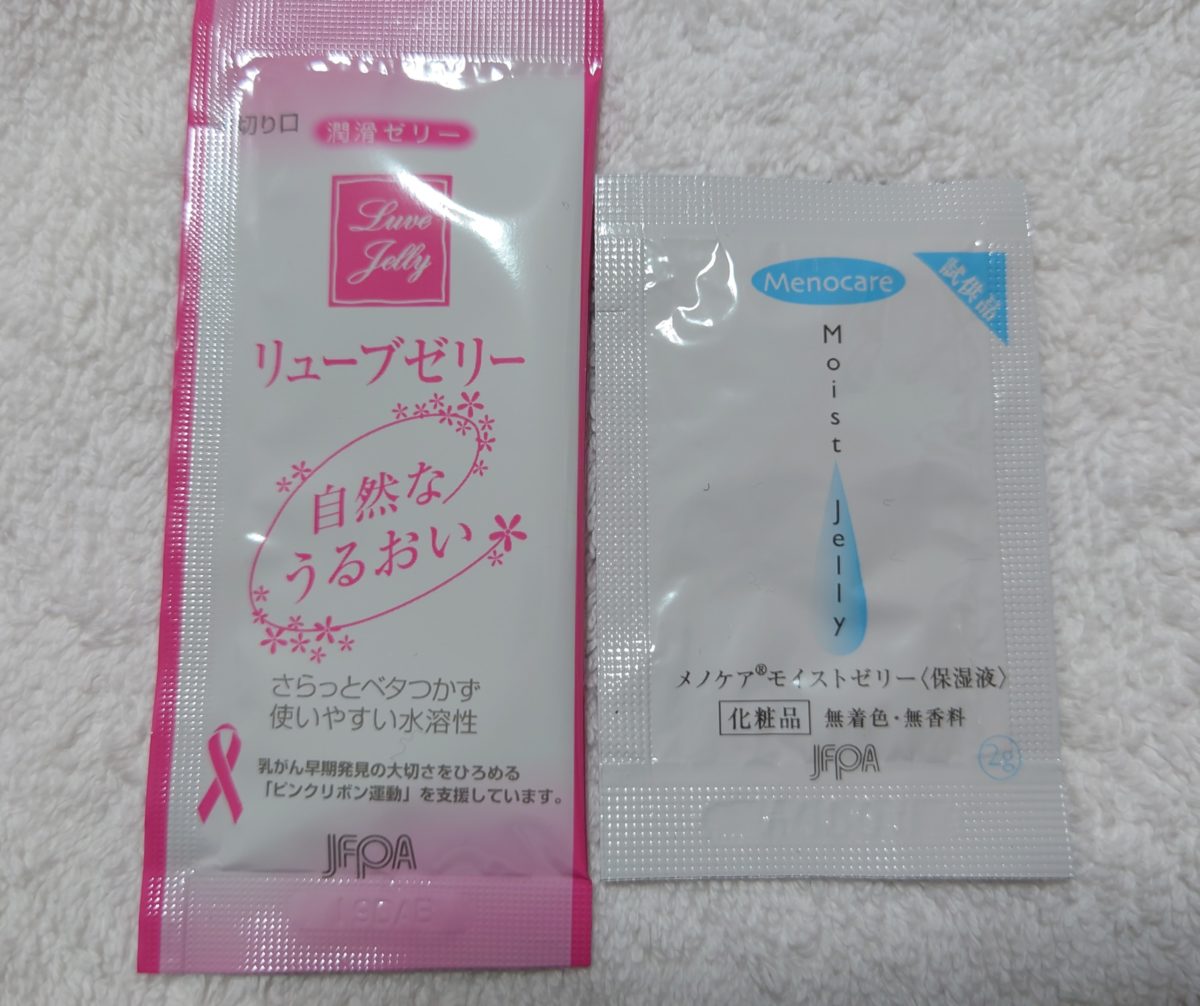 切り口
潤滑ゼリー
Luve
Jelly
リューブゼリー
自然な
うるおい
さらっとベタつかず
使いやすい水溶性
乳がん早期発見の大切さをひろめる
「ピンクリボン運動」を支援しています。
JFPA
Menocare
試供品
Moist Jelly
メノケア®モイストゼリー〈保湿液〉
化粧品 無着色・無香料
JFPA
2g